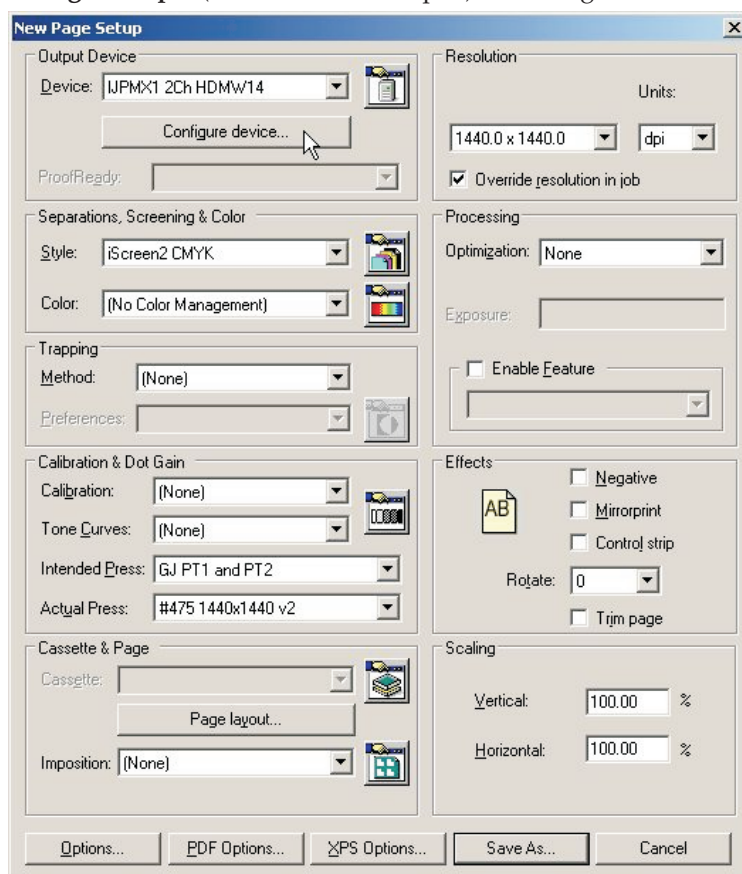 New Page Setup
Output Device
Device: IJPMX1 2Ch HDMW14
Configure device...
ProofReady:
Resolution
Units:
1440.0 x 1440.0 dpi
Override resolution in job
Separations, Screening & Color
Style: iScreen2 CMYK
Color: (No Color Management)
Processing
Optimization: None
Exposure:
Enable Feature
Trapping
Method: (None)
Preferences:
Calibration & Dot Gain
Calibration: (None)
Tone Curves: (None)
Intended Press: GJ PT1 and PT2
Actual Press: #475 1440x1440 v2
Effects
AB
Negative
Mirrorprint
Control strip
Rotate: 0
Trim page
Cassette & Page
Cassette:
Page layout...
Imposition: (None)
Scaling
Vertical: 100.00 %
Horizontal: 100.00 %
Options... PDF Options... XPS Options... Save As... Cancel